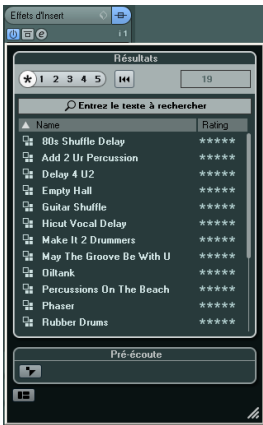 Effets d'Insert
e i 1
Résultats
* 1 2 3 4 5 19
Entrez le texte à rechercher
Name Rating
80s Shuffle Delay *****
Add 2 Ur Percussion *****
Delay 4 U2 *****
Empty Hall *****
Guitar Shuffle *****
Hicut Vocal Delay *****
Make It 2 Drummers *****
May The Groove Be With U *****
Oiltank *****
Percussions On The Beach *****
Phaser *****
Rubber Drums *****
Pré-écoute